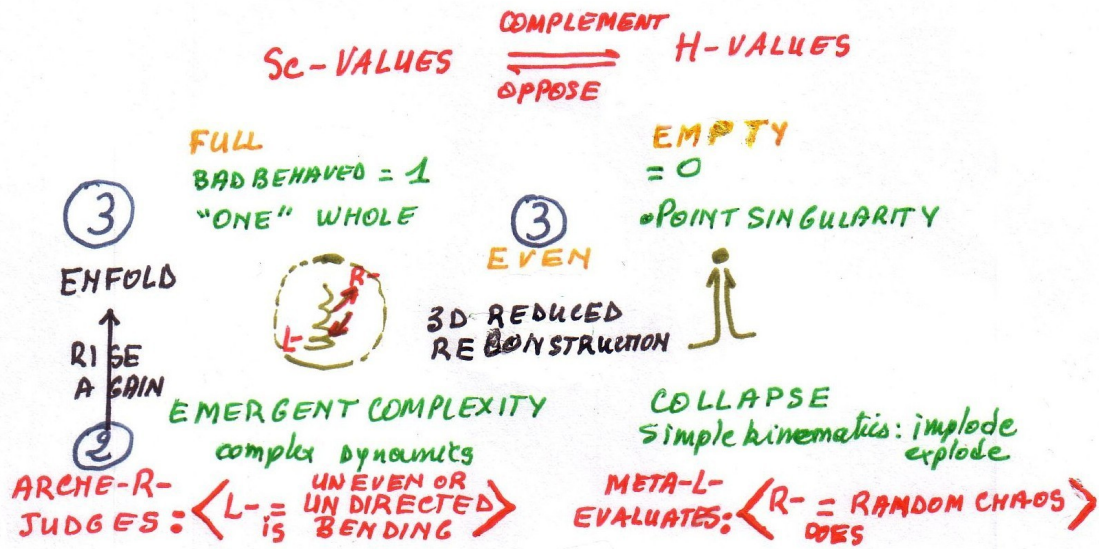 COMPLEMENT
Sc-VALUES H-VALUES
OPPOSE
FULL
BAD BEHAVED = 1
"ONE" WHOLE
EMPTY
= 0
•POINT SINGULARITY
3
ENFOLD
RISE
AGAIN
2
R-
L-
3
EVEN
3D REDUCED
RECONSTRUCTION
EMERGENT COMPLEXITY
complex dynamics
COLLAPSE
Simple kinematics: implode
explode
ARCHE-R-
JUDGES:
< L- = is UNEVEN OR
UNDIRECTED
BENDING >
META-L-
EVALUATES:
< R- = RANDOM CHAOS >
DOES